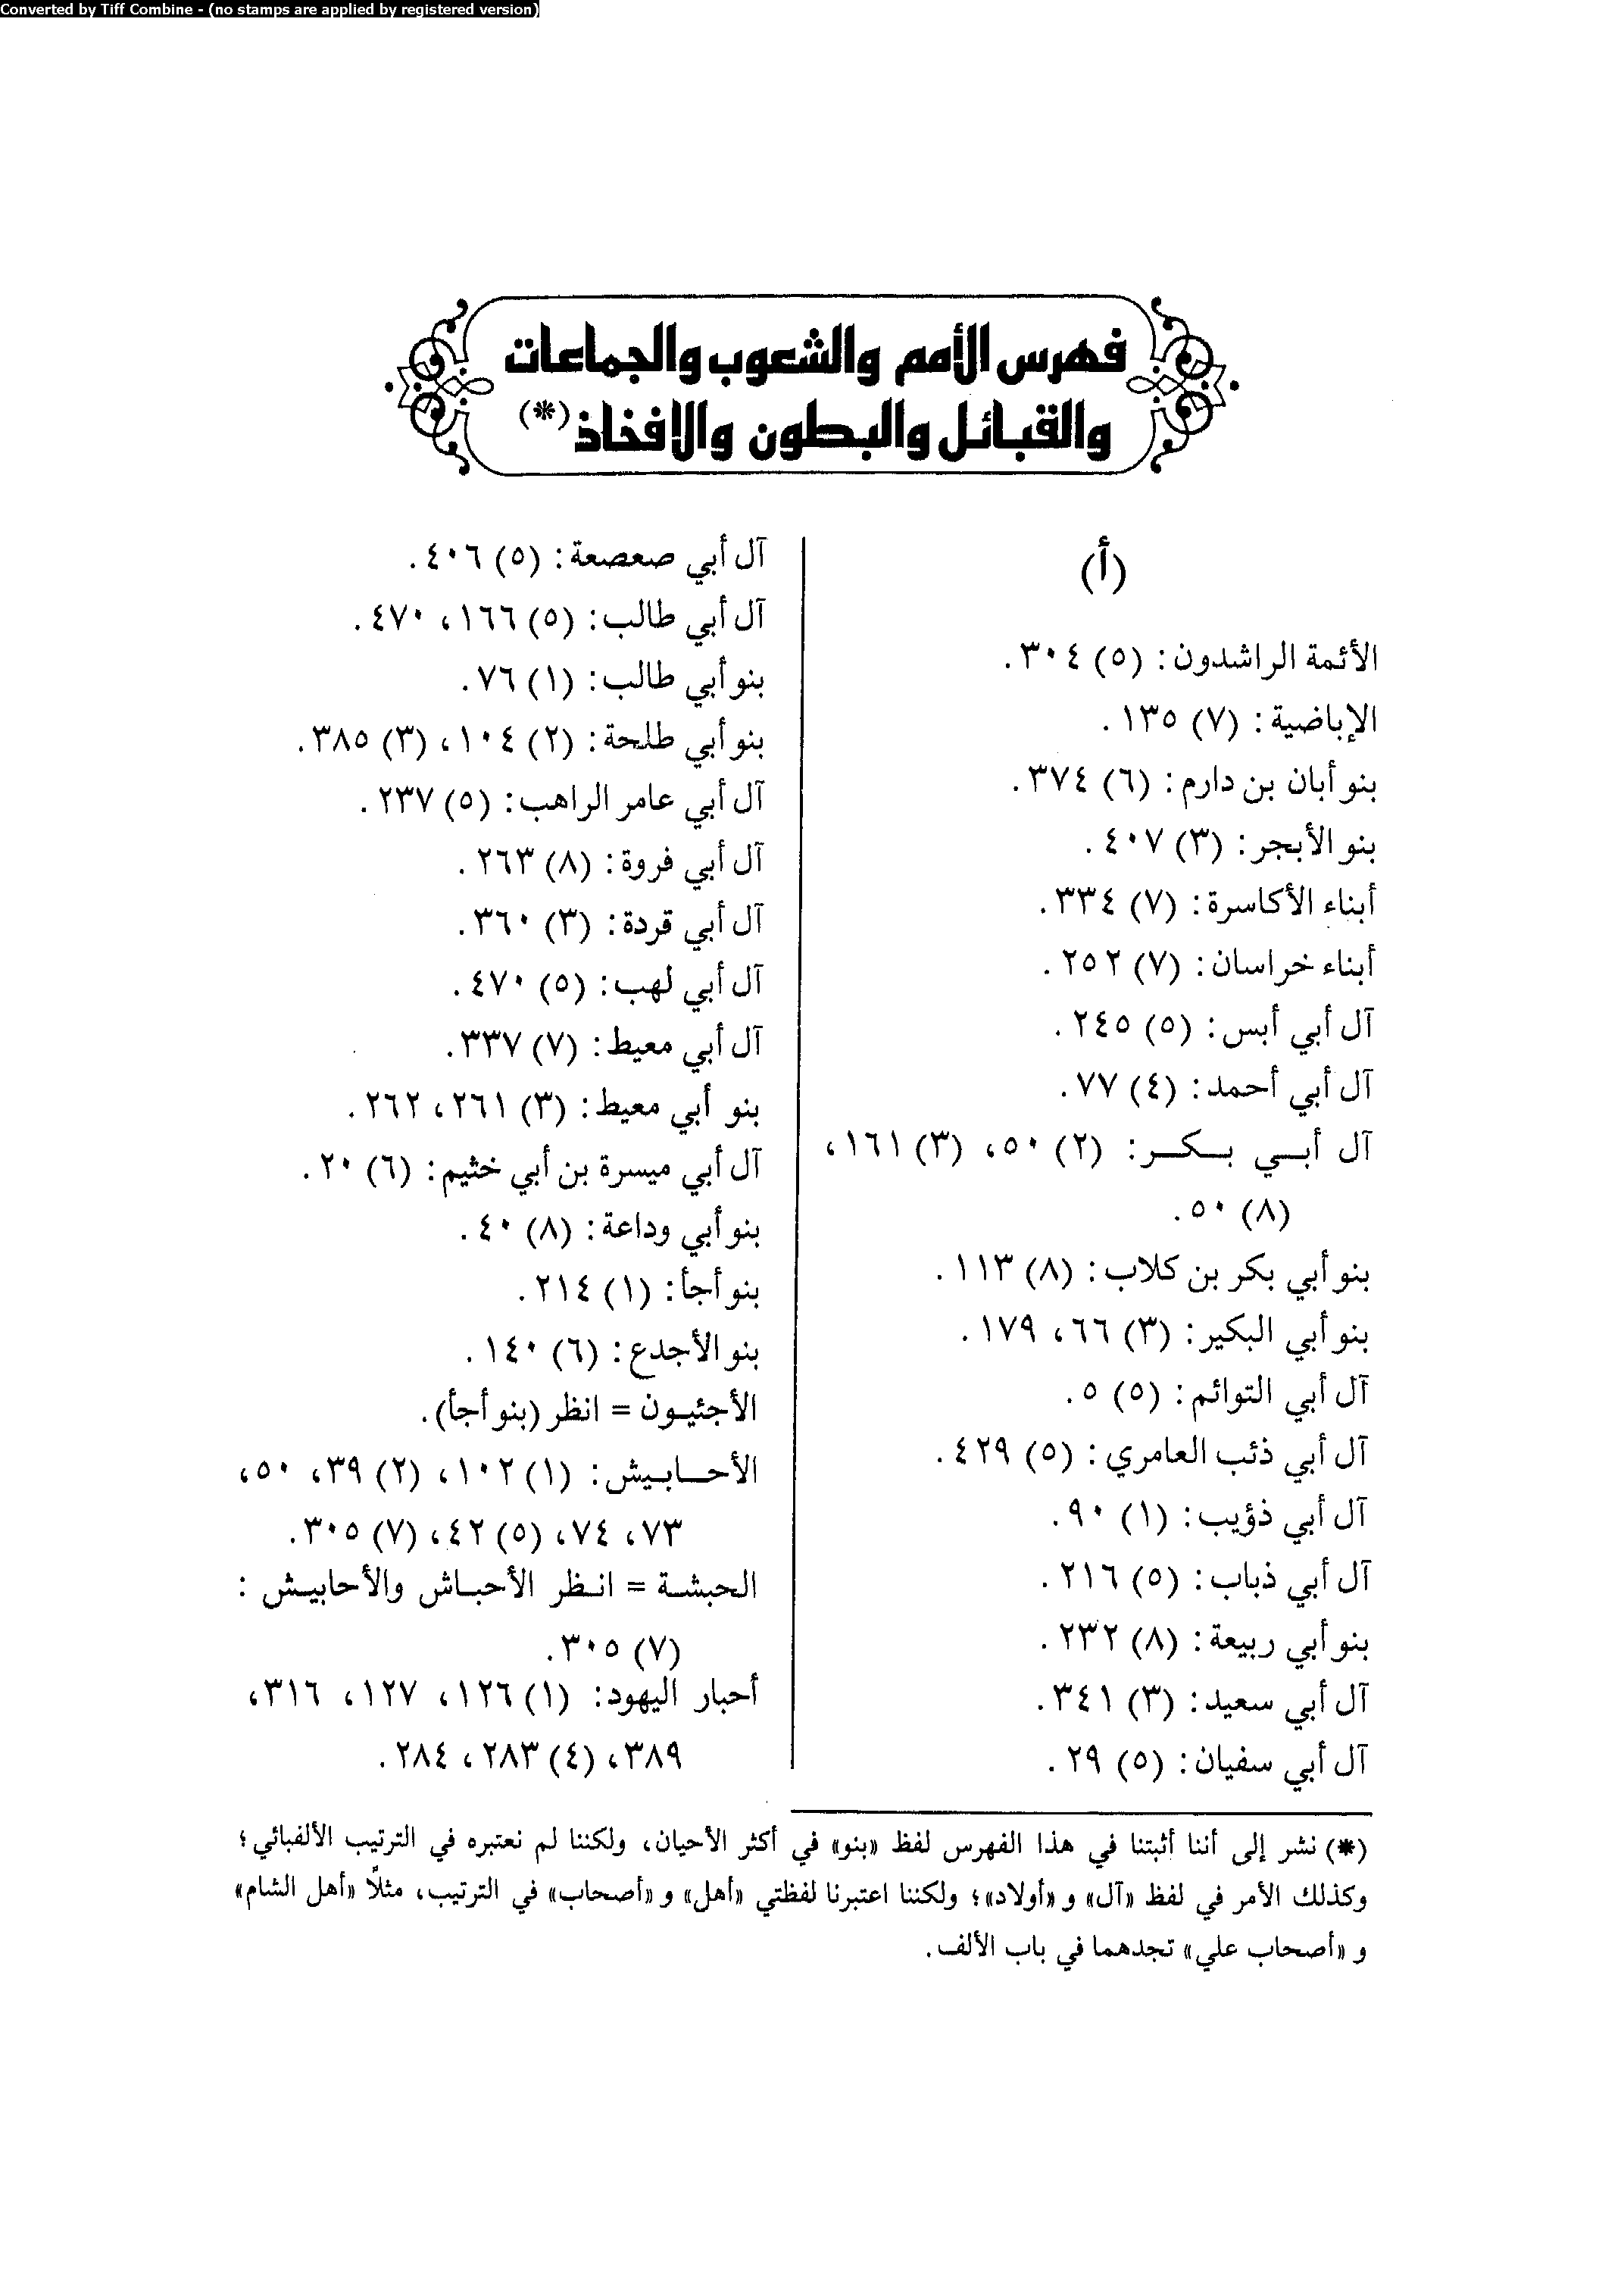 Converted by Tiff Combine - (no stamps are applied by registered version)
فهرس الأمم والشعوب والجماعات
والقبائل والبطون والافخاذ(*)
(أ)
الأئمة الراشدون: (٥) ٣٠٤.
الإباضية: (٧) ١٣٥.
بنو أبان بن دارم: (٦) ٣٧٤.
بنو الأبجر: (٣) ٤٠٧.
أبناء الأكاسرة: (٧) ٣٣٤.
أبناء خراسان: (٧) ٢٥٢.
آل أبي أبس: (٥) ٢٤٥.
آل أبي أحمد: (٤) ٧٧.
آل أبي بكر: (٢) ٥٠، (٣) ١٦١،
(٨) ٥٠.
بنو أبي بكر بن كلاب: (٨) ١١٣.
بنو أبي البكير: (٣) ٦٦، ١٧٩.
آل أبي التوائم: (٥) ٥.
آل أبي ذئب العامري: (٥) ٤٢٩.
آل أبي ذؤيب: (١) ٩٠.
آل أبي ذباب: (٥) ٢١٦.
بنو أبي ربيعة: (٨) ٢٣٢.
آل أبي سعيد: (٣) ٣٤١.
آل أبي سفيان: (٥) ٢٩.
آل أبي صعصعة: (٥) ٤٠٦.
آل أبي طالب: (٥) ١٦٦، ٤٧٠.
بنو أبي طالب: (١) ٧٦.
بنو أبي طلحة: (٢) ١٠٤، (٣) ٣٨٥.
آل أبي عامر الراهب: (٥) ٢٣٧.
آل أبي فروة: (٨) ٢٦٣.
آل أبي قردة: (٣) ٣٦٠.
آل أبي لهب: (٥) ٤٧٠.
آل أبي معيط: (٧) ٣٣٧.
بنو أبي معيط: (٣) ٢٦١، ٢٦٢.
آل أبي ميسرة بن أبي خثيم: (٦) ٢٠.
بنو أبي وداعة: (٨) ٤٠.
بنو أجأ: (١) ٢١٤.
بنو الأجدع: (٦) ١٤٠.
الأجئيون = انظر (بنو أجأ).
الأحابيش: (١) ١٠٢، (٢) ٣٩، ٥٠،
٧٣، ٧٤، (٥) ٤٢، (٧) ٣٠٥.
الحبشة = انظر الأحباش والأحابيش:
(٧) ٣٠٥.
أحبار اليهود: (١) ١٢٦، ١٢٧، ٣١٦،
٣٨٩، (٤) ٢٨٣، ٢٨٤.
(*) نشر إلى أننا أثبتنا في هذا الفهرس لفظ «بنو» في أكثر الأحيان، ولكننا لم نعتبره في الترتيب الألفبائي؛
وكذلك الأمر في لفظ «آل» و «أولاد»؛ ولكننا اعتبرنا لفظتي «أهل» و «أصحاب» في الترتيب، مثلاً «أهل الشام»
و «أصحاب علي» تجدهما في باب الألف.